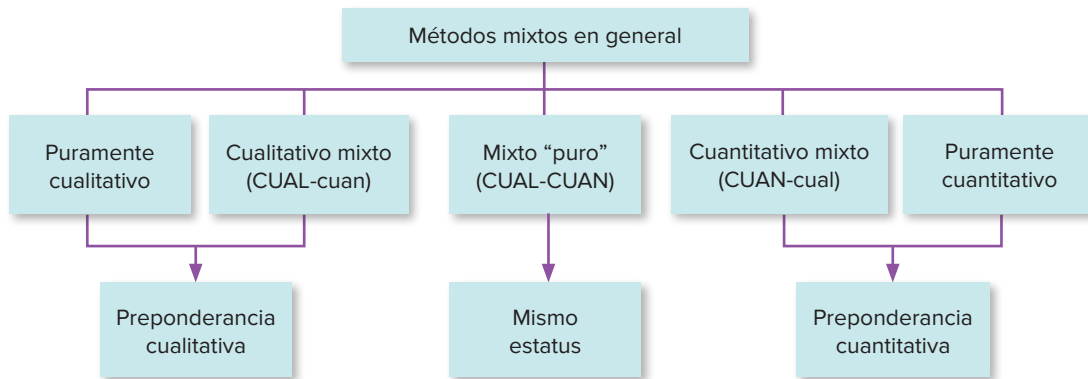 Métodos mixtos en general
Puramente
cualitativo
Cualitativo mixto
(CUAL-cuan)
Mixto “puro”
(CUAL-CUAN)
Cuantitativo mixto
(CUAN-cual)
Puramente
cuantitativo
Preponderancia
cualitativa
Mismo
estatus
Preponderancia
cuantitativa